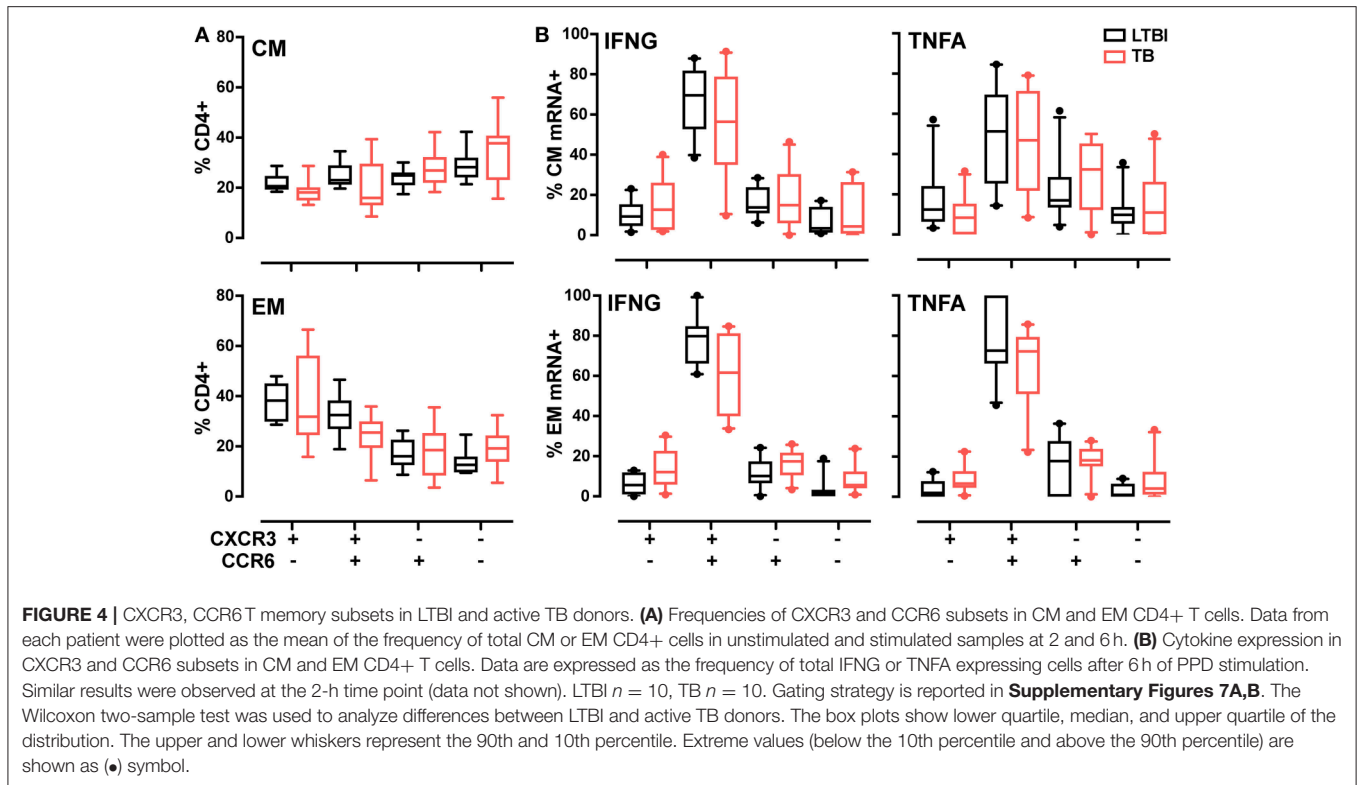 A CM B IFNG TNFA LTBI
TB
80
60
40
20
0
% CD4+
100
80
60
40
20
0
% CM mRNA+
EM IFNG TNFA
80
60
40
20
0
% CD4+
100
80
60
40
20
0
% EM mRNA+
CXCR3 + + - - + + - - + + - -
CCR6 - + + - - + + - - + + -
FIGURE 4 | CXCR3, CCR6 T memory subsets in LTBI and active TB donors. (A) Frequencies of CXCR3 and CCR6 subsets in CM and EM CD4+ T cells. Data from
each patient were plotted as the mean of the frequency of total CM or EM CD4+ cells in unstimulated and stimulated samples at 2 and 6 h. (B) Cytokine expression in
CXCR3 and CCR6 subsets in CM and EM CD4+ T cells. Data are expressed as the frequency of total IFNG or TNFA expressing cells after 6 h of PPD stimulation.
Similar results were observed at the 2-h time point (data not shown). LTBI n = 10, TB n = 10. Gating strategy is reported in Supplementary Figures 7A,B. The
Wilcoxon two-sample test was used to analyze differences between LTBI and active TB donors. The box plots show lower quartile, median, and upper quartile of the
distribution. The upper and lower whiskers represent the 90th and 10th percentile. Extreme values (below the 10th percentile and above the 90th percentile) are
shown as (•) symbol.